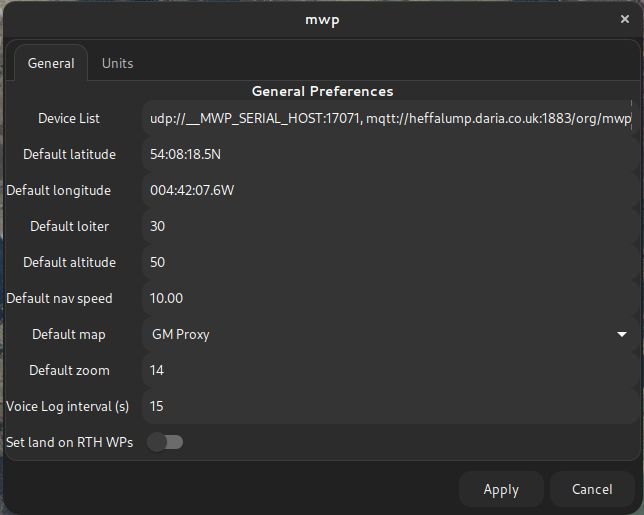 mwp
General Units
General Preferences
Device List udp://__MWP_SERIAL_HOST:17071, mqtt://heffalump.daria.co.uk:1883/org/mwp
Default latitude 54:08:18.5N
Default longitude 004:42:07.6W
Default loiter 30
Default altitude 50
Default nav speed 10.00
Default map GM Proxy
Default zoom 14
Voice Log interval (s) 15
Set land on RTH WPs
Apply Cancel